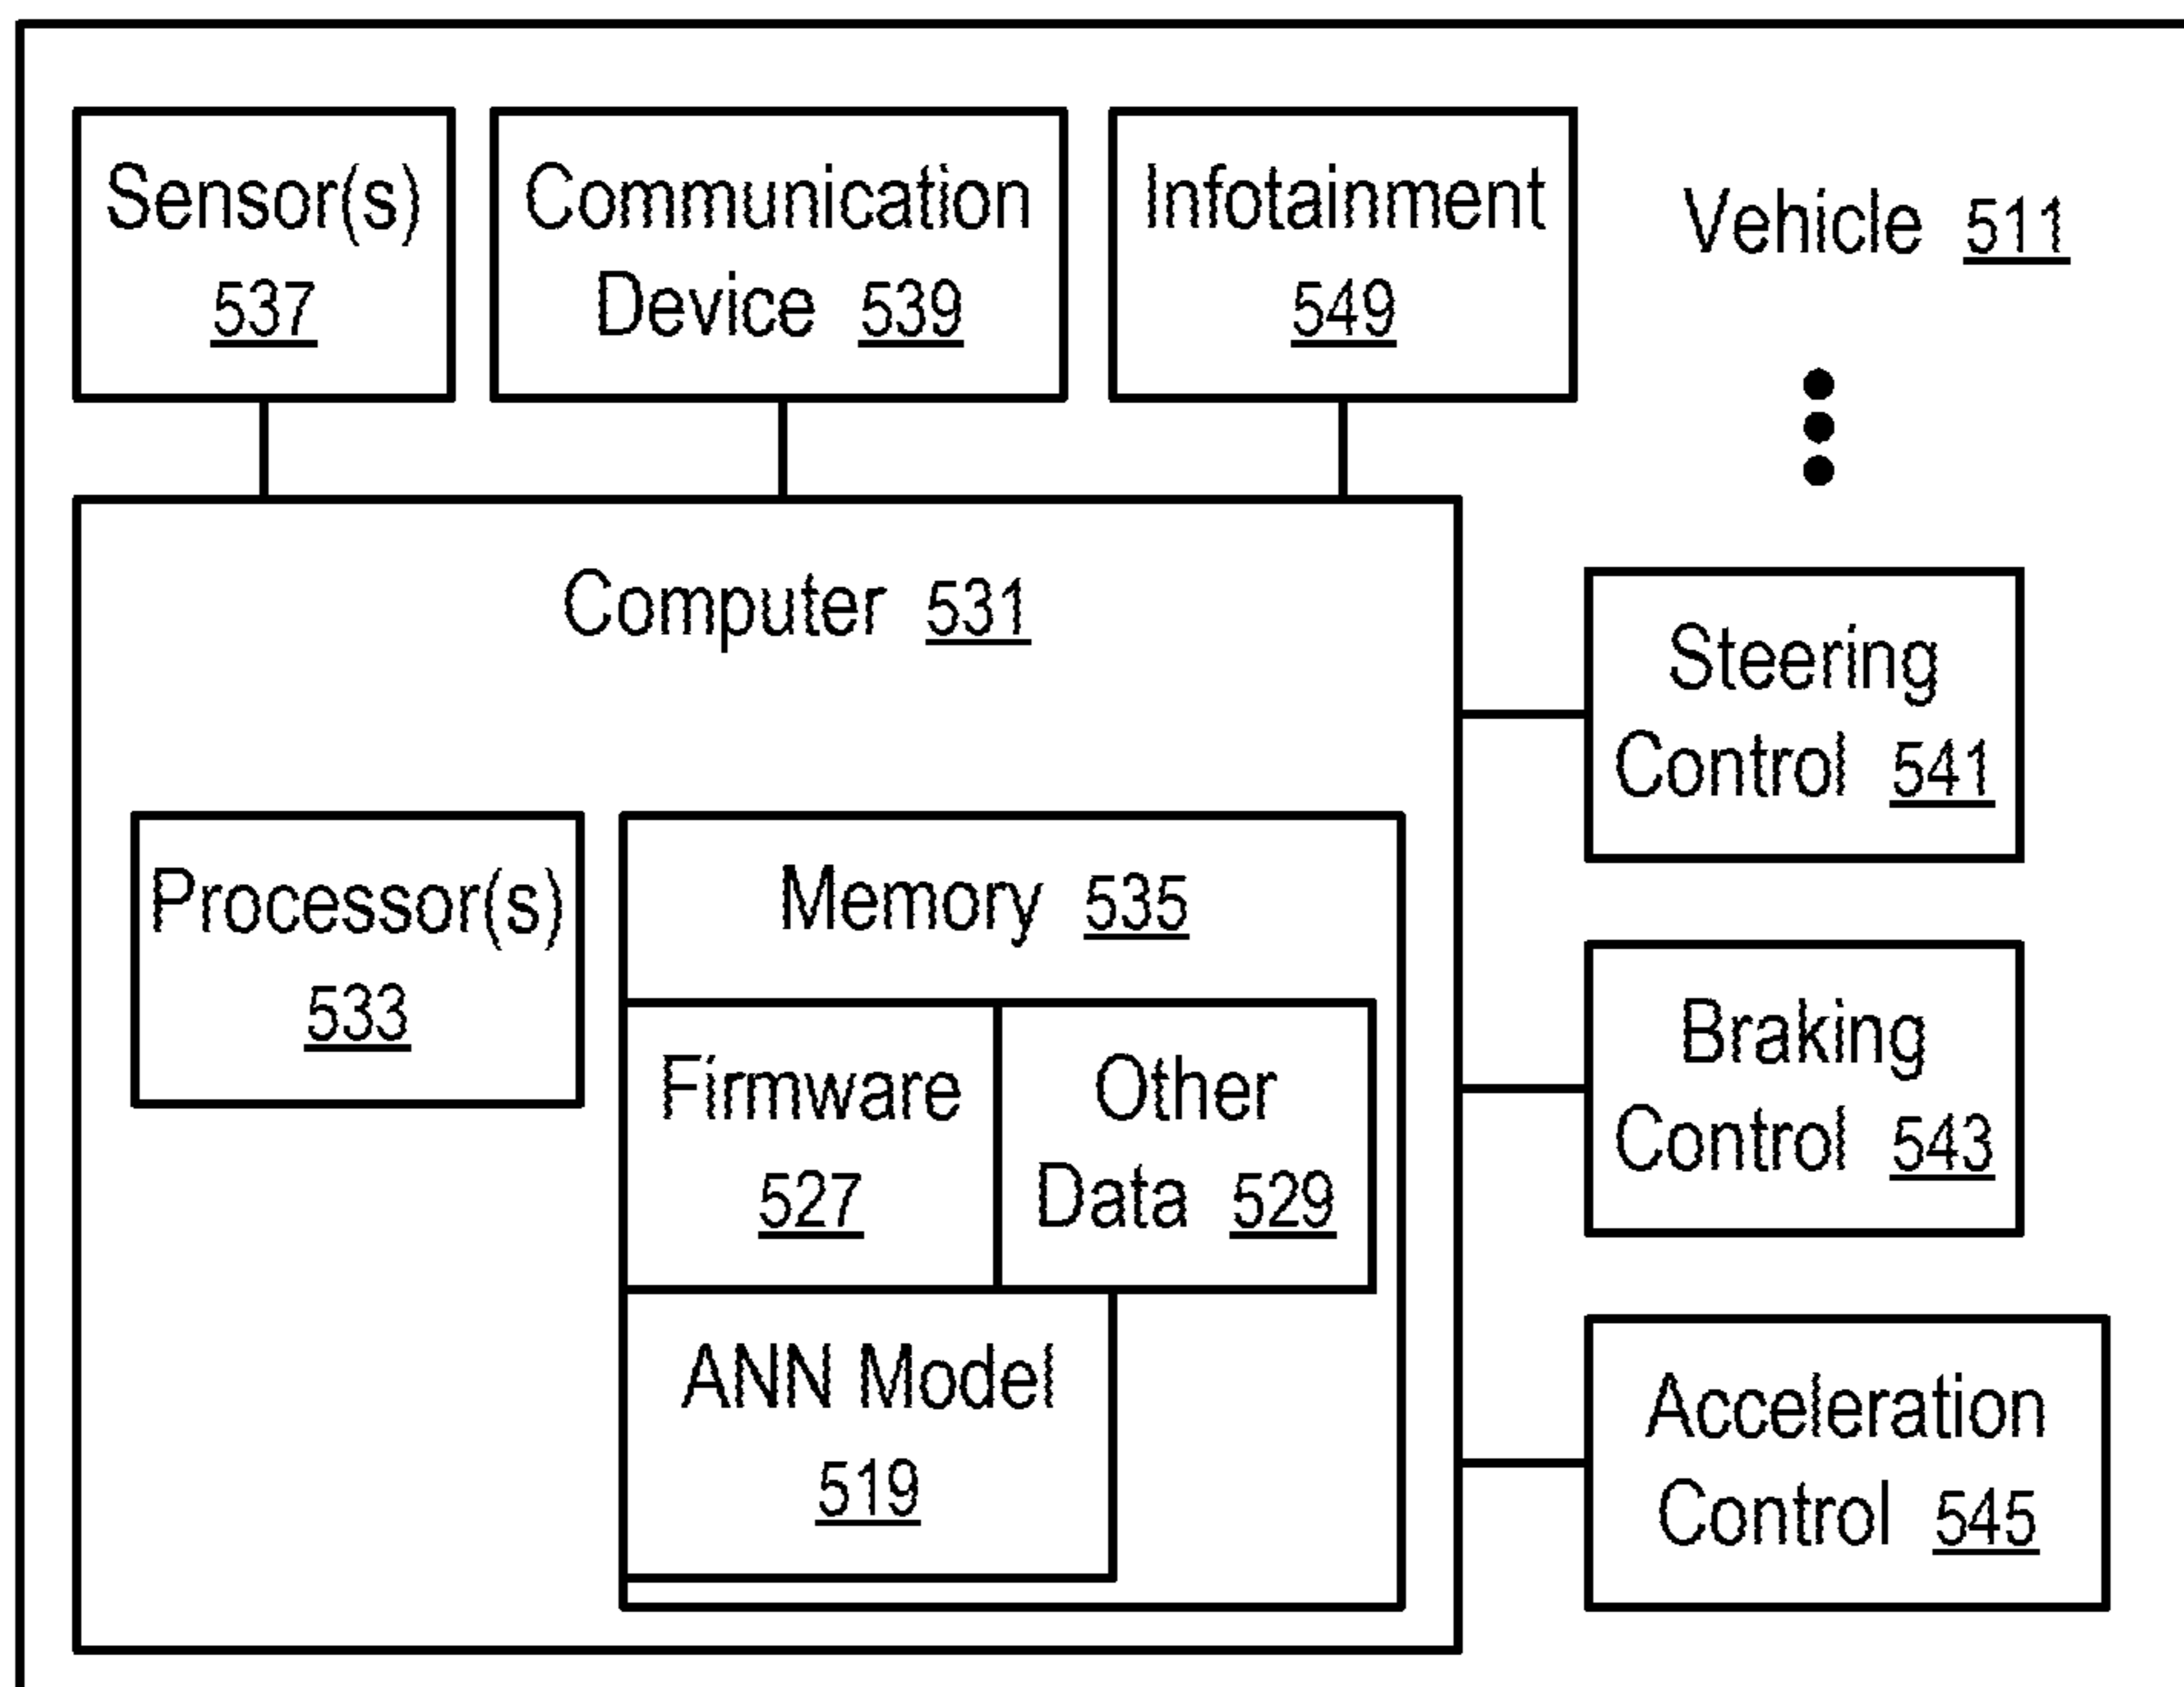 Sensor(s)
537
Communication
Device 539
Infotainment
549
Vehicle 511
Computer 531
Steering
Control 541
Processor(s)
533
Memory 535
Firmware
527
Other
Data 529
ANN Model
519
Braking
Control 543
Acceleration
Control 545